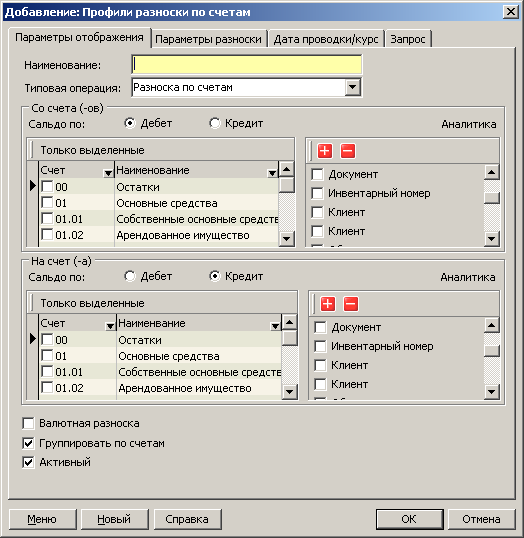 Добавление: Профили разноски по счетам
Параметры отображения Параметры разноски Дата проводки/курс Запрос
Наименование:
Типовая операция: Разноска по счетам
Со счета (-ов)
Сальдо по: Дебет Кредит Аналитика
Только выделенные
Счет Наименвание
00 Остатки
01 Основные средства
01.01 Собственные основные средств
01.02 Арендованное имущество
Документ
Инвентарный номер
Клиент
Клиент
На счет (-а)
Сальдо по: Дебет Кредит Аналитика
Только выделенные
Счет Наименвание
00 Остатки
01 Основные средства
01.01 Собственные основные средств
01.02 Арендованное имущество
Документ
Инвентарный номер
Клиент
Клиент
Валютная разноска
Группировать по счетам
Активный
Меню Новый Справка OK Отмена